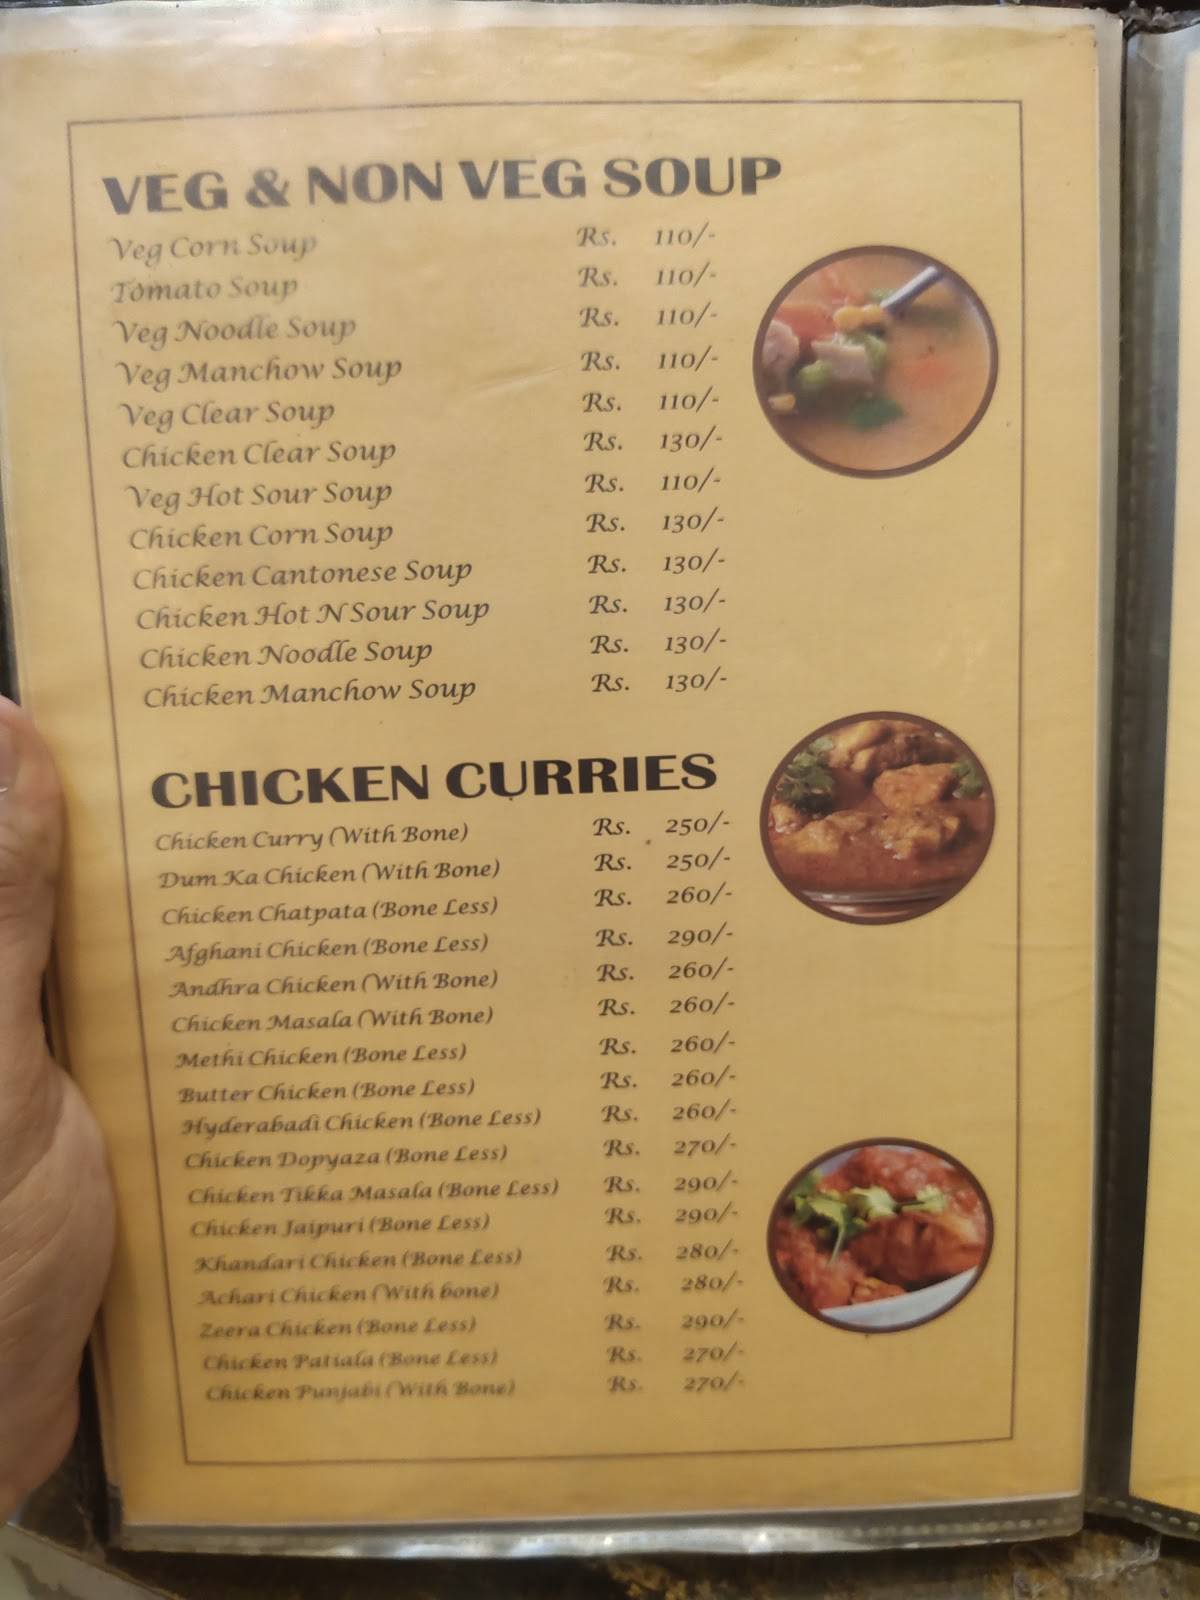 VEG & NON VEG SOUP
Veg Corn Soup Rs. 110/-
Tomato Soup Rs. 110/-
Veg Noodle Soup Rs. 110/-
Veg Manchow Soup Rs. 110/-
Veg Clear Soup Rs. 110/-
Chicken Clear Soup Rs. 130/-
Veg Hot Sour Soup Rs. 110/-
Chicken Corn Soup Rs. 130/-
Chicken Cantonese Soup Rs. 130/-
Chicken Hot N Sour Soup Rs. 130/-
Chicken Noodle Soup Rs. 130/-
Chicken Manchow Soup Rs. 130/-
CHICKEN CURRIES
Chicken Curry (With Bone) Rs. 250/-
Dum Ka Chicken (With Bone) Rs. 250/-
Chicken Chatpata (Bone Less) Rs. 260/-
Afghani Chicken (Bone Less) Rs. 290/-
Andhra Chicken (With Bone) Rs. 260/-
Chicken Masala (With Bone) Rs. 260/-
Methi Chicken (Bone Less) Rs. 260/-
Butter Chicken (Bone Less) Rs. 260/-
Hyderabadi Chicken (Bone Less) Rs. 260/-
Chicken Dopyaza (Bone Less) Rs. 270/-
Chicken Tikka Masala (Bone Less) Rs. 290/-
Chicken Jaipuri (Bone Less) Rs. 290/-
Khandari Chicken (Bone Less) Rs. 280/-
Achari Chicken (With bone) Rs. 280/-
Zeera Chicken (Bone Less) Rs. 290/-
Chicken Patiala (Bone Less) Rs. 270/-
Chicken Punjabi (With Bone) Rs. 270/-